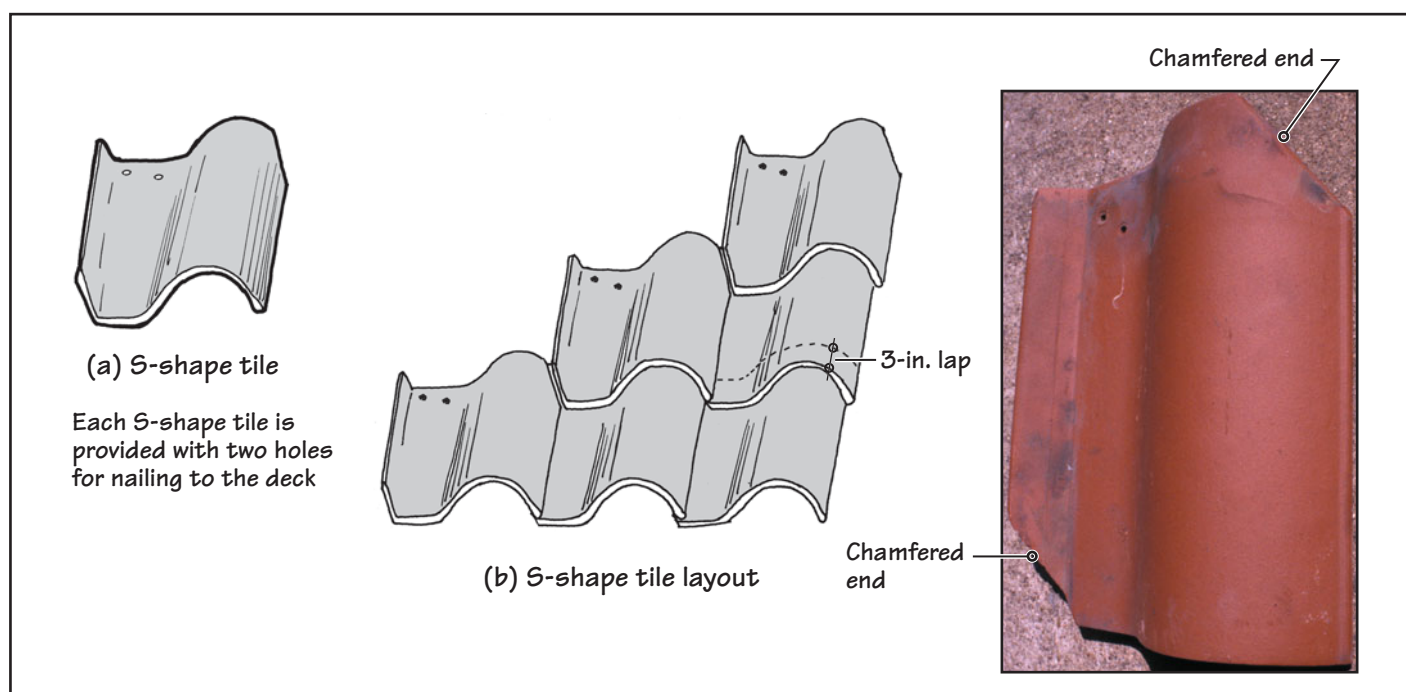 Chamfered end
(a) S-shape tile
Each S-shape tile is
provided with two holes
for nailing to the deck
3-in. lap
(b) S-shape tile layout
Chamfered
end